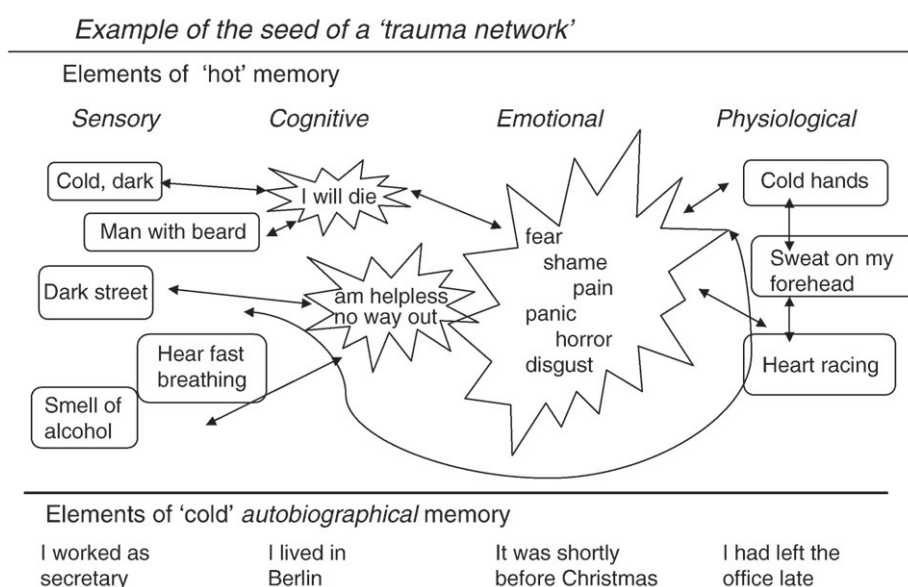 Example of the seed of a 'trauma network'
Elements of 'hot' memory
Sensory
Cognitive
Emotional
Physiological
Cold, dark
Man with beard
Dark street
Hear fast
breathing
Smell of
alcohol
I will die
am helpless
no way out
fear
shame
pain
panic
horror
disgust
Cold hands
Sweat on my
forehead
Heart racing
Elements of 'cold' autobiographical memory
I worked as
secretary
I lived in
Berlin
It was shortly
before Christmas
I had left the
office late